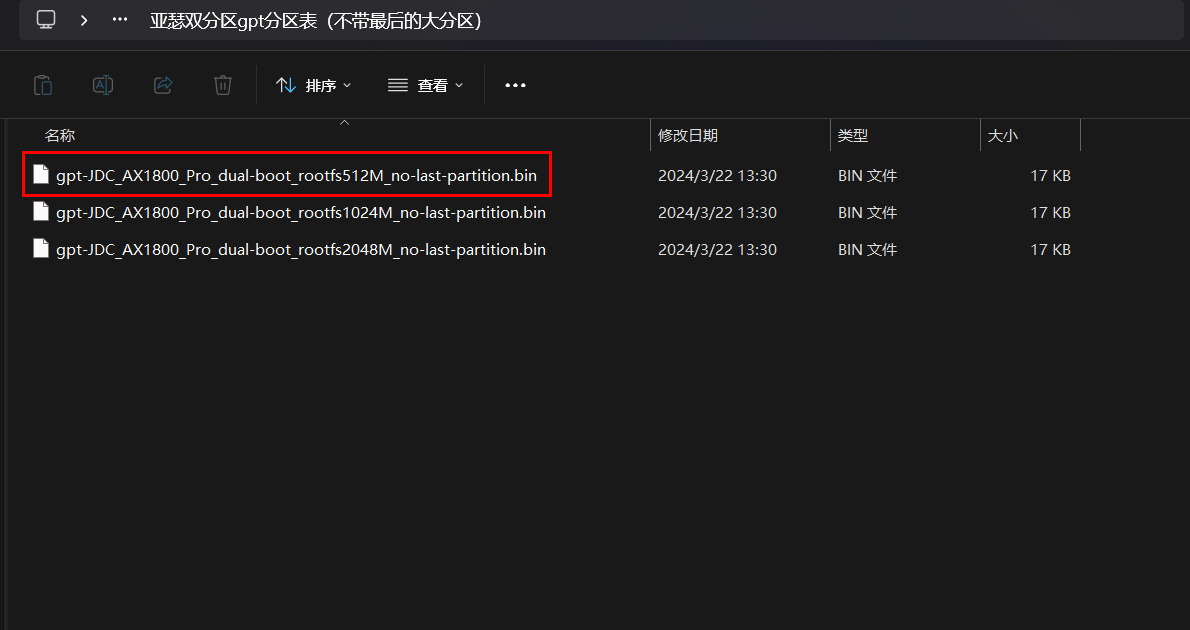 亚瑟双分区gpt分区表（不带最后的大分区）
排序 查看
名称 修改日期 类型 大小
gpt-JDC_AX1800_Pro_dual-boot_rootfs512M_no-last-partition.bin 2024/3/22 13:30 BIN 文件 17 KB
gpt-JDC_AX1800_Pro_dual-boot_rootfs1024M_no-last-partition.bin 2024/3/22 13:30 BIN 文件 17 KB
gpt-JDC_AX1800_Pro_dual-boot_rootfs2048M_no-last-partition.bin 2024/3/22 13:30 BIN 文件 17 KB